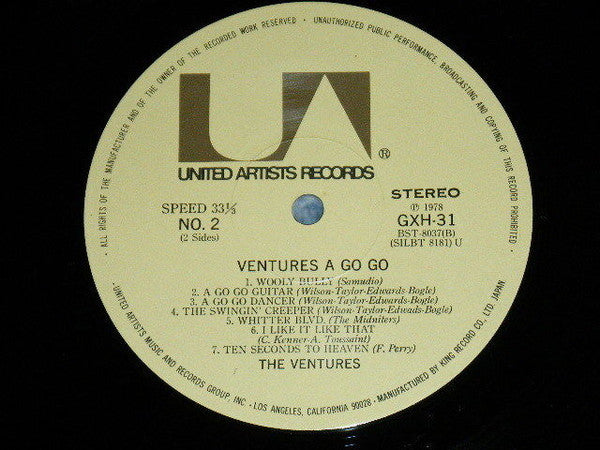 • ALL RIGHTS OF THE MANUFACTURER AND OF THE OWNER OF THE RECORDED WORK RESERVED • UNAUTHORIZED PUBLIC PERFORMANCE, BROADCASTING AND COPYING OF THIS RECORD PROHIBITED •
UA
®
UNITED ARTISTS RECORDS
SPEED 33⅓
NO. 2
(2 Sides)
STEREO
Ⓟ 1978
GXH-31
BST-8037(B)
(SILBT 8181) U
VENTURES A GO GO
1. WOOLY BULLY (Samudio)
2. A GO GO GUITAR (Wilson-Taylor-Edwards-Bogle)
3. A GO GO DANCER (Wilson-Taylor-Edwards-Bogle)
4. THE SWINGIN' CREEPER (Wilson-Taylor-Edwads-Bogle)
5. WHITTER BLVD. (The Midniters)
6. I LIKE IT LIKE THAT
(C. Kenner-A. Toussaint)
7. TEN SECONDS TO HEAVEN (F. Perry)
THE VENTURES
UNITED ARTISTS MUSIC AND RECORDS GROUP, INC • LOS ANGELES, CALIFORNIA 90028 • MANUFACTURED BY KING RECORD CO., LTD. JAPAN